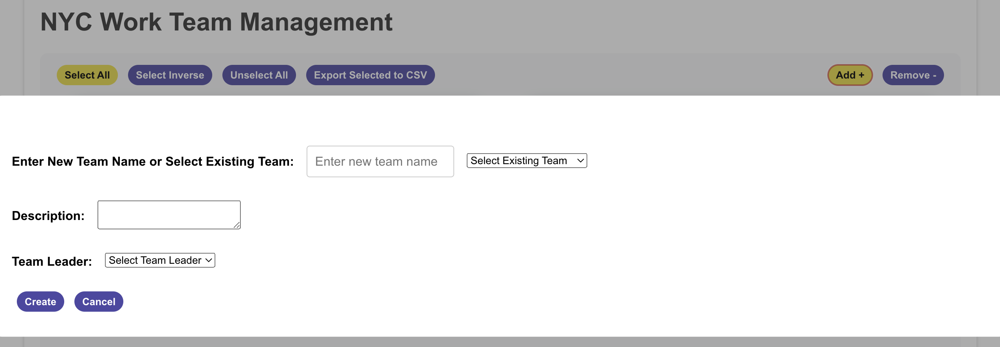 NYC Work Team Management
Select All Select Inverse Unselect All Export Selected to CSV Add + Remove -
Enter New Team Name or Select Existing Team: Enter new team name Select Existing Team
Description:
Team Leader: Select Team Leader
Create Cancel